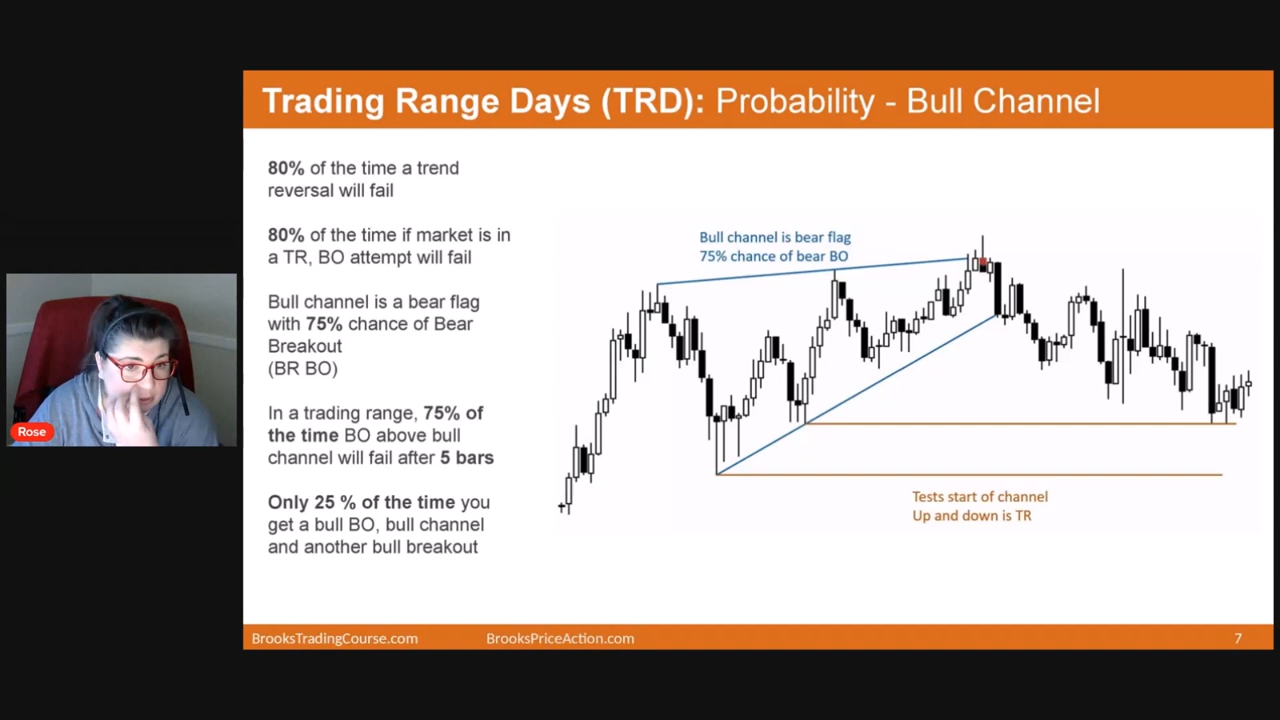 Trading Range Days (TRD): Probability - Bull Channel
80% of the time a trend
reversal will fail
80% of the time if market is in
a TR, BO attempt will fail
Bull channel is a bear flag
with 75% chance of Bear
Breakout
(BR BO)
In a trading range, 75% of
the time BO above bull
channel will fail after 5 bars
Only 25 % of the time you
get a bull BO, bull channel
and another bull breakout
Bull channel is bear flag
75% chance of bear BO
Tests start of channel
Up and down is TR
Rose
BrooksTradingCourse.com
BrooksPriceAction.com
7